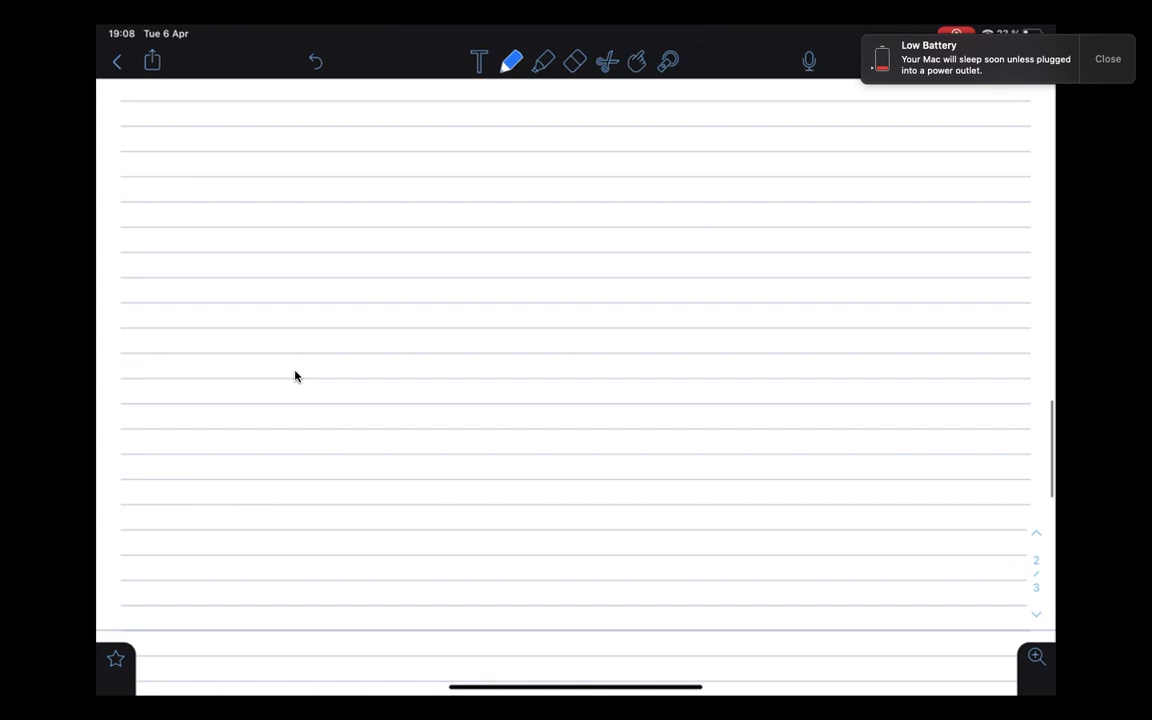 19:08 Tue 6 Apr
Low Battery
Your Mac will sleep soon unless plugged
into a power outlet.
Close
2
/
3